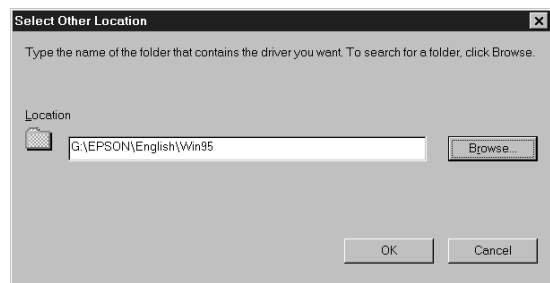 Select Other Location
Type the name of the folder that contains the driver you want. To search for a folder, click Browse.
Location
G:\EPSON\English\Win95
Browse...
OK
Cancel